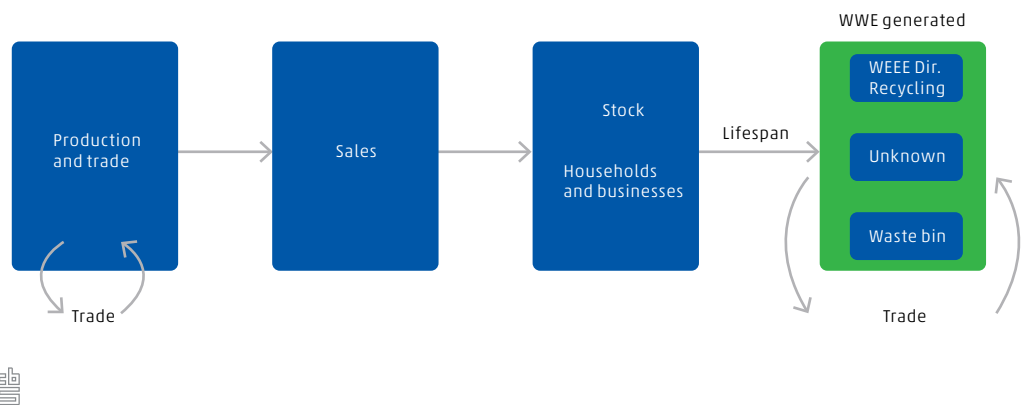 WWE generated
WEEE Dir.
Recycling
Production
and trade
Sales
Stock
Households
and businesses
Lifespan
Unknown
Waste bin
Trade
Trade